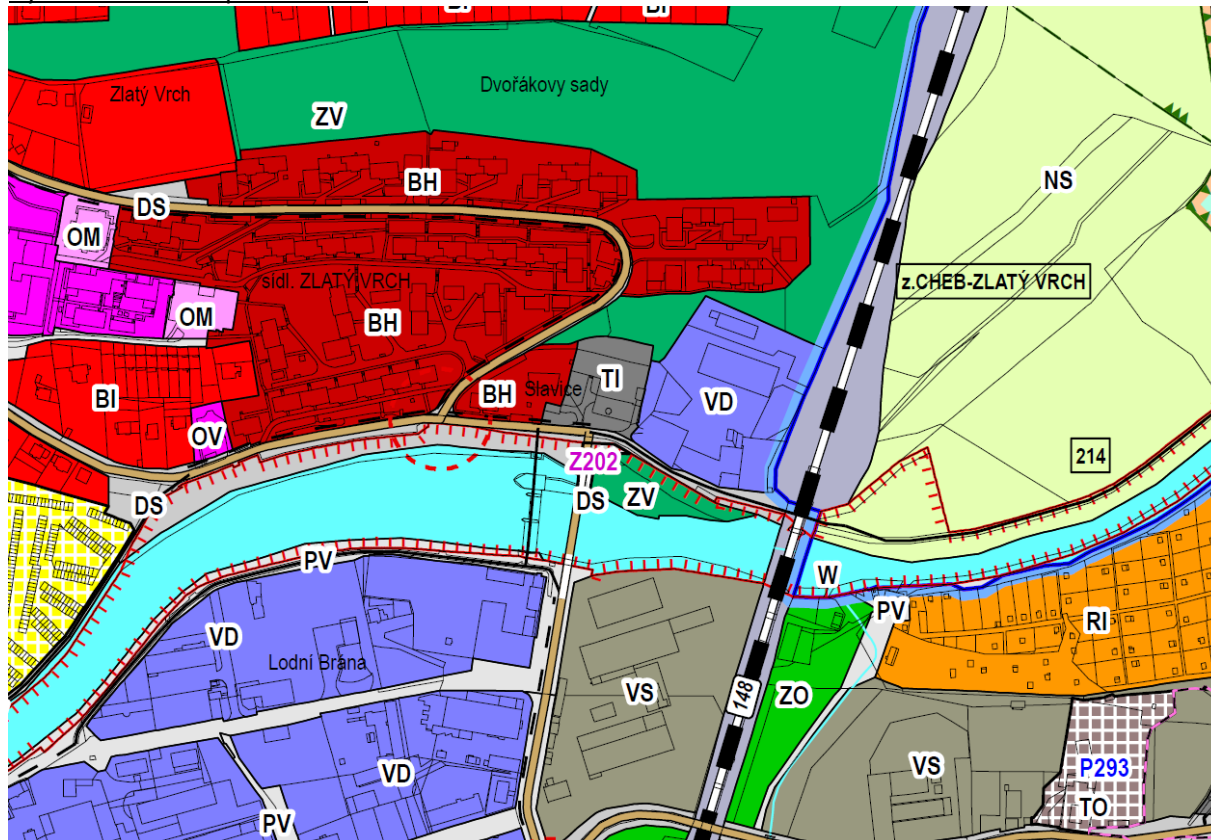 BI
BI
Zlatý Vrch
Dvořákovy sady
ZV
BH
NS
DS
OM
sídl. ZLATÝ VRCH
z.CHEB-ZLATÝ VRCH
OM
BH
TI
BH
Slavice
VD
BI
OV
214
Z202
DS
DS
ZV
PV
W
PV
RI
VD
Lodní Brána
VS
148
ZO
VD
VS
P293
TO
PV